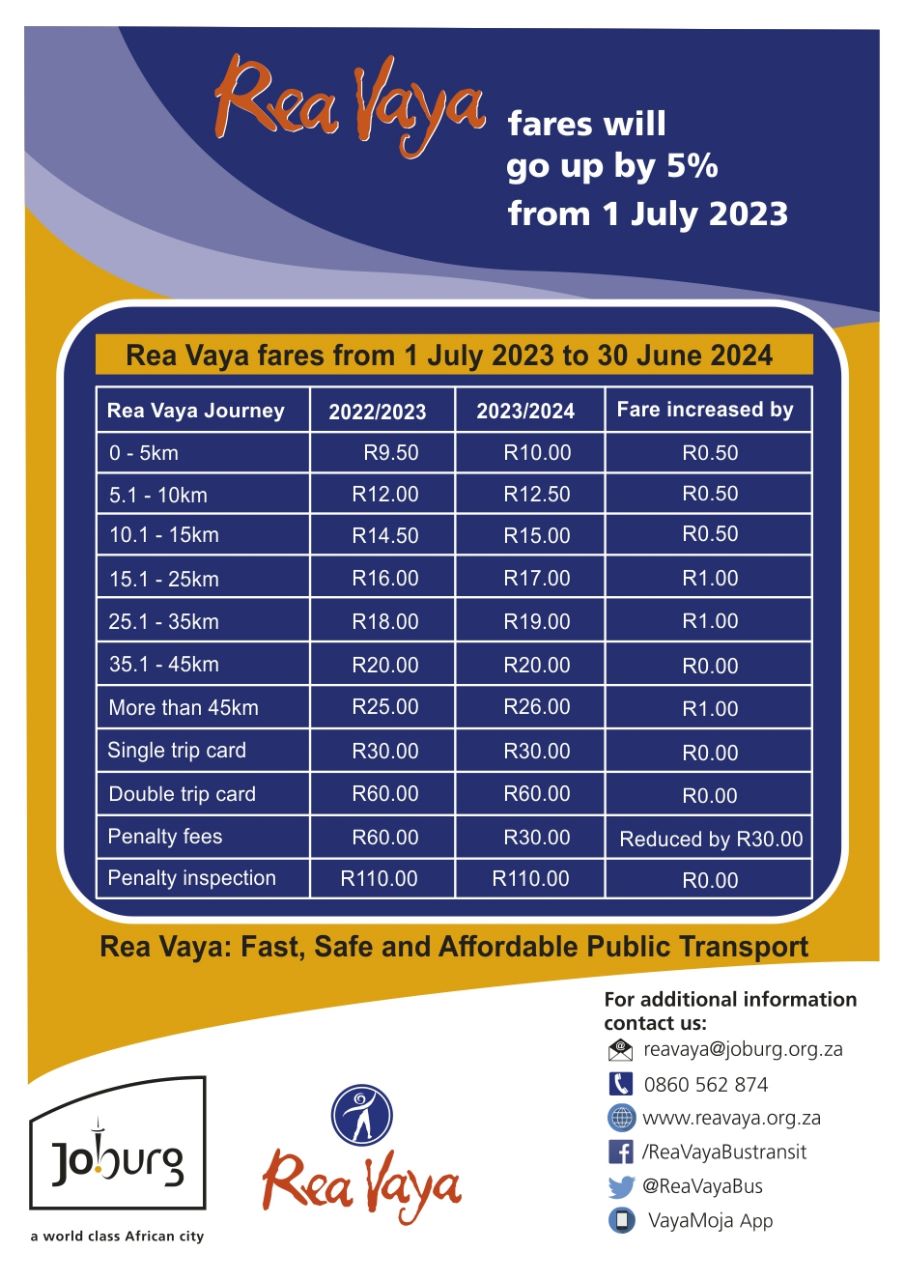 Rea Vaya
fares will
go up by 5%
from 1 July 2023
Rea Vaya fares from 1 July 2023 to 30 June 2024
Rea Vaya Journey 2022/2023 2023/2024 Fare increased by
0 - 5km R9.50 R10.00 R0.50
5.1 - 10km R12.00 R12.50 R0.50
10.1 - 15km R14.50 R15.00 R0.50
15.1 - 25km R16.00 R17.00 R1.00
25.1 - 35km R18.00 R19.00 R1.00
35.1 - 45km R20.00 R20.00 R0.00
More than 45km R25.00 R26.00 R1.00
Single trip card R30.00 R30.00 R0.00
Double trip card R60.00 R60.00 R0.00
Penalty fees R60.00 R30.00 Reduced by R30.00
Penalty inspection R110.00 R110.00 R0.00
Rea Vaya: Fast, Safe and Affordable Public Transport
For additional information
contact us:
reavaya@joburg.org.za
0860 562 874
www.reavaya.org.za
/ReaVayaBustransit
@ReaVayaBus
VayaMoja App
Joburg
a world class African city
Rea Vaya